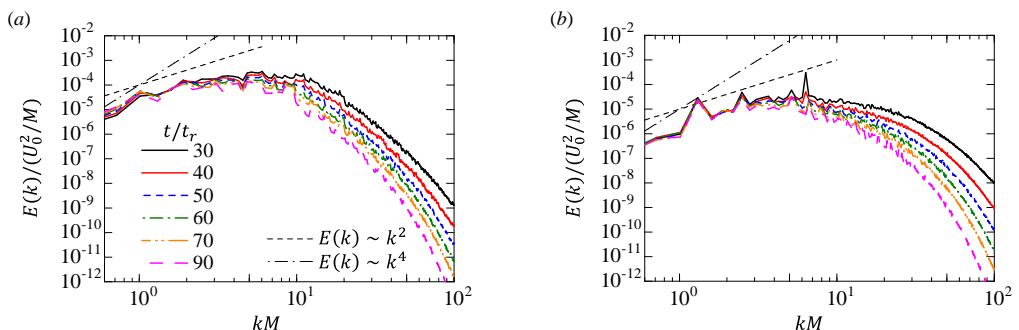 (a)
10^{-2}
10^{-3}
10^{-4}
10^{-5}
10^{-6}
10^{-7}
10^{-8}
10^{-9}
10^{-10}
10^{-11}
10^{-12}
E(k)/(U_0^2/M)
t/t_r
30
40
50
60
70
90
E(k) ~ k^2
E(k) ~ k^4
10^0 10^1 10^2
kM
(b)
10^{-2}
10^{-3}
10^{-4}
10^{-5}
10^{-6}
10^{-7}
10^{-8}
10^{-9}
10^{-10}
10^{-11}
10^{-12}
E(k)/(U_0^2/M)
10^0 10^1 10^2
kM